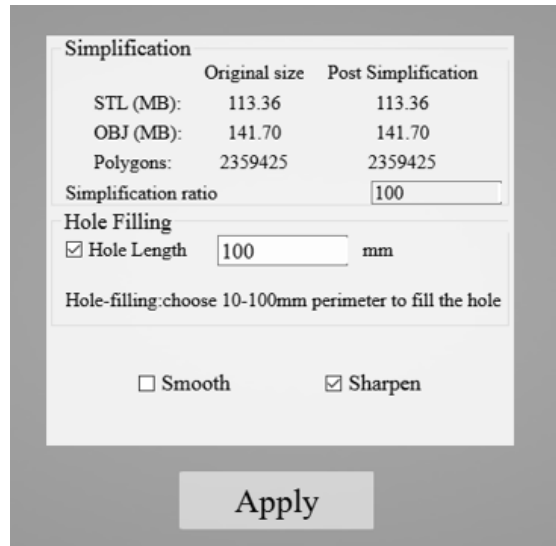 Simplification
Original size Post Simplification
STL (MB): 113.36 113.36
OBJ (MB): 141.70 141.70
Polygons: 2359425 2359425
Simplification ratio 100
Hole Filling
Hole Length 100 mm
Hole-filling:choose 10-100mm perimeter to fill the hole
Smooth Sharpen
Apply